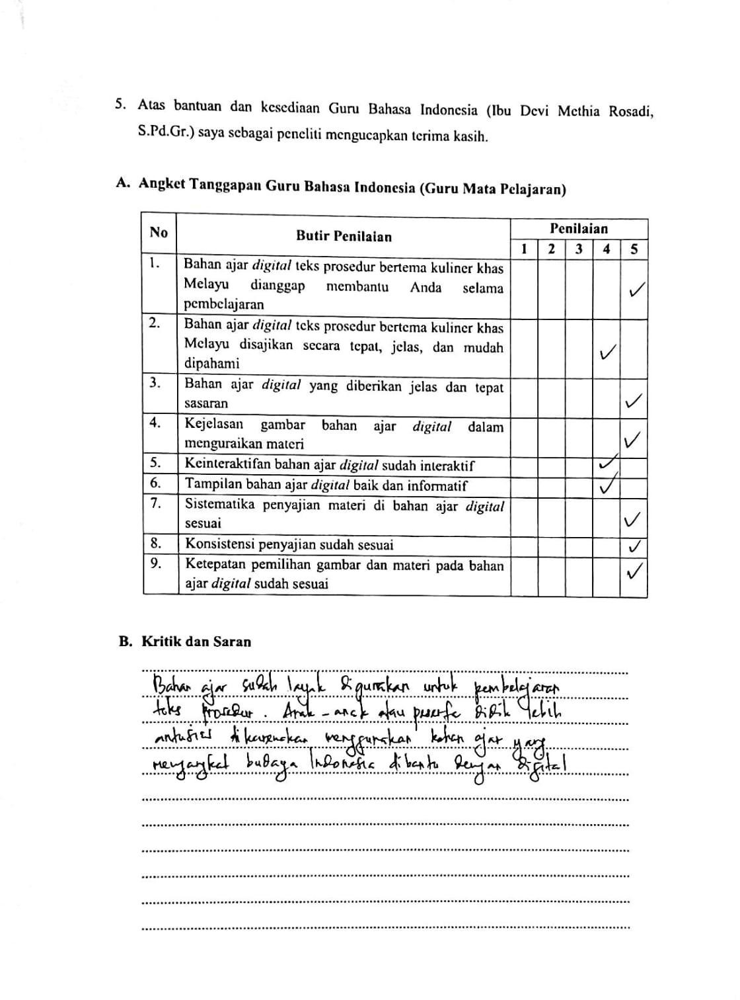 5. Atas bantuan dan kesediaan Guru Bahasa Indonesia (Ibu Devi Methia Rosadi,
S.Pd.Gr.) saya sebagai peneliti mengucapkan terima kasih.
A. Angket Tanggapan Guru Bahasa Indonesia (Guru Mata Pelajaran)
No Butir Penilaian Penilaian
1 2 3 4 5
1. Bahan ajar digital teks prosedur bertema kuliner khas
Melayu dianggap membantu Anda selama ✓
pembelajaran
2. Bahan ajar digital teks prosedur bertema kuliner khas
Melayu disajikan secara tepat, jelas, dan mudah ✓
dipahami
3. Bahan ajar digital yang diberikan jelas dan tepat
sasaran ✓
4. Kejelasan gambar bahan ajar digital dalam
menguraikan materi ✓
5. Keinteraktifan bahan ajar digital sudah interaktif ✓
6. Tampilan bahan ajar digital baik dan informatif ✓
7. Sistematika penyajian materi di bahan ajar digital
sesuai ✓
8. Konsistensi penyajian sudah sesuai ✓
9. Ketepatan pemilihan gambar dan materi pada bahan ✓
ajar digital sudah sesuai
B. Kritik dan Saran
Bahan ajar sudah layak digunakan untuk pembelajaran
teks prosedur. Anak-anak atau peserta didik lebih
antusias dikarenakan menggunakan bahan ajar yang
mengangkat budaya Indonesia dibantu dengan digital